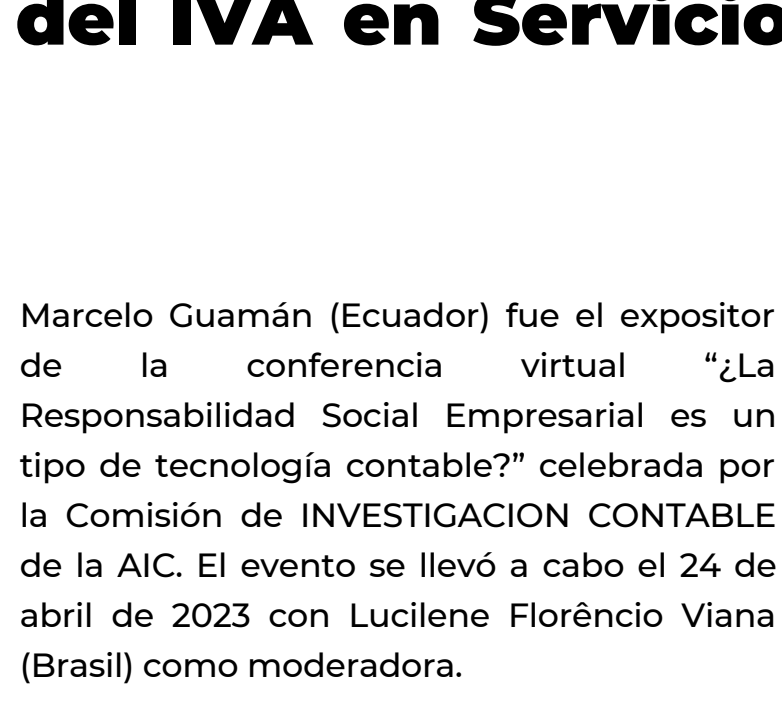 del IVA en Servicio
Marcelo Guamán (Ecuador) fue el expositor
de la conferencia virtual “¿La
Responsabilidad Social Empresarial es un
tipo de tecnología contable?” celebrada por
la Comisión de INVESTIGACION CONTABLE
de la AIC. El evento se llevó a cabo el 24 de
abril de 2023 con Lucilene Florêncio Viana
(Brasil) como moderadora.